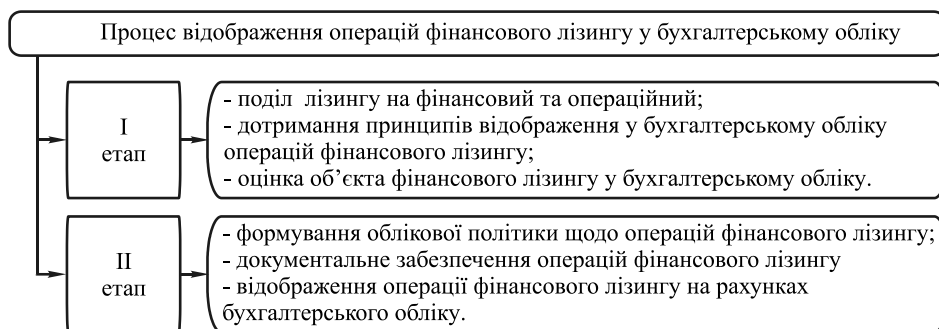 Процес відображення операцій фінансового лізингу у бухгалтерському обліку
І
етап
- поділ лізингу на фінансовий та операційний;
- дотримання принципів відображення у бухгалтерському обліку
операцій фінансового лізингу;
- оцінка об’єкта фінансового лізингу у бухгалтерському обліку.
ІІ
етап
- формування облікової політики щодо операцій фінансового лізингу;
- документальне забезпечення операцій фінансового лізингу
- відображення операції фінансового лізингу на рахунках
бухгалтерського обліку.